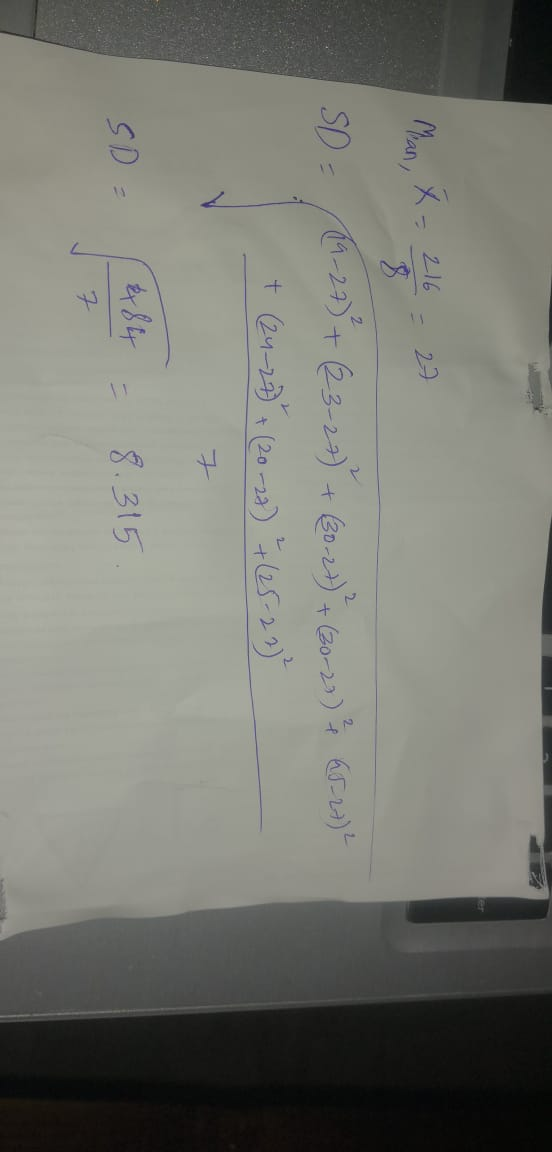 Mean, X̄ = 216/8 = 27
SD = √ (19-27)² + (23-27)² + (30-27)² + (30-27)² + (45-27)²
+ (24-27)² + (20-27)² + (25-27)²
7
SD = √ 484/7 = 8.315.